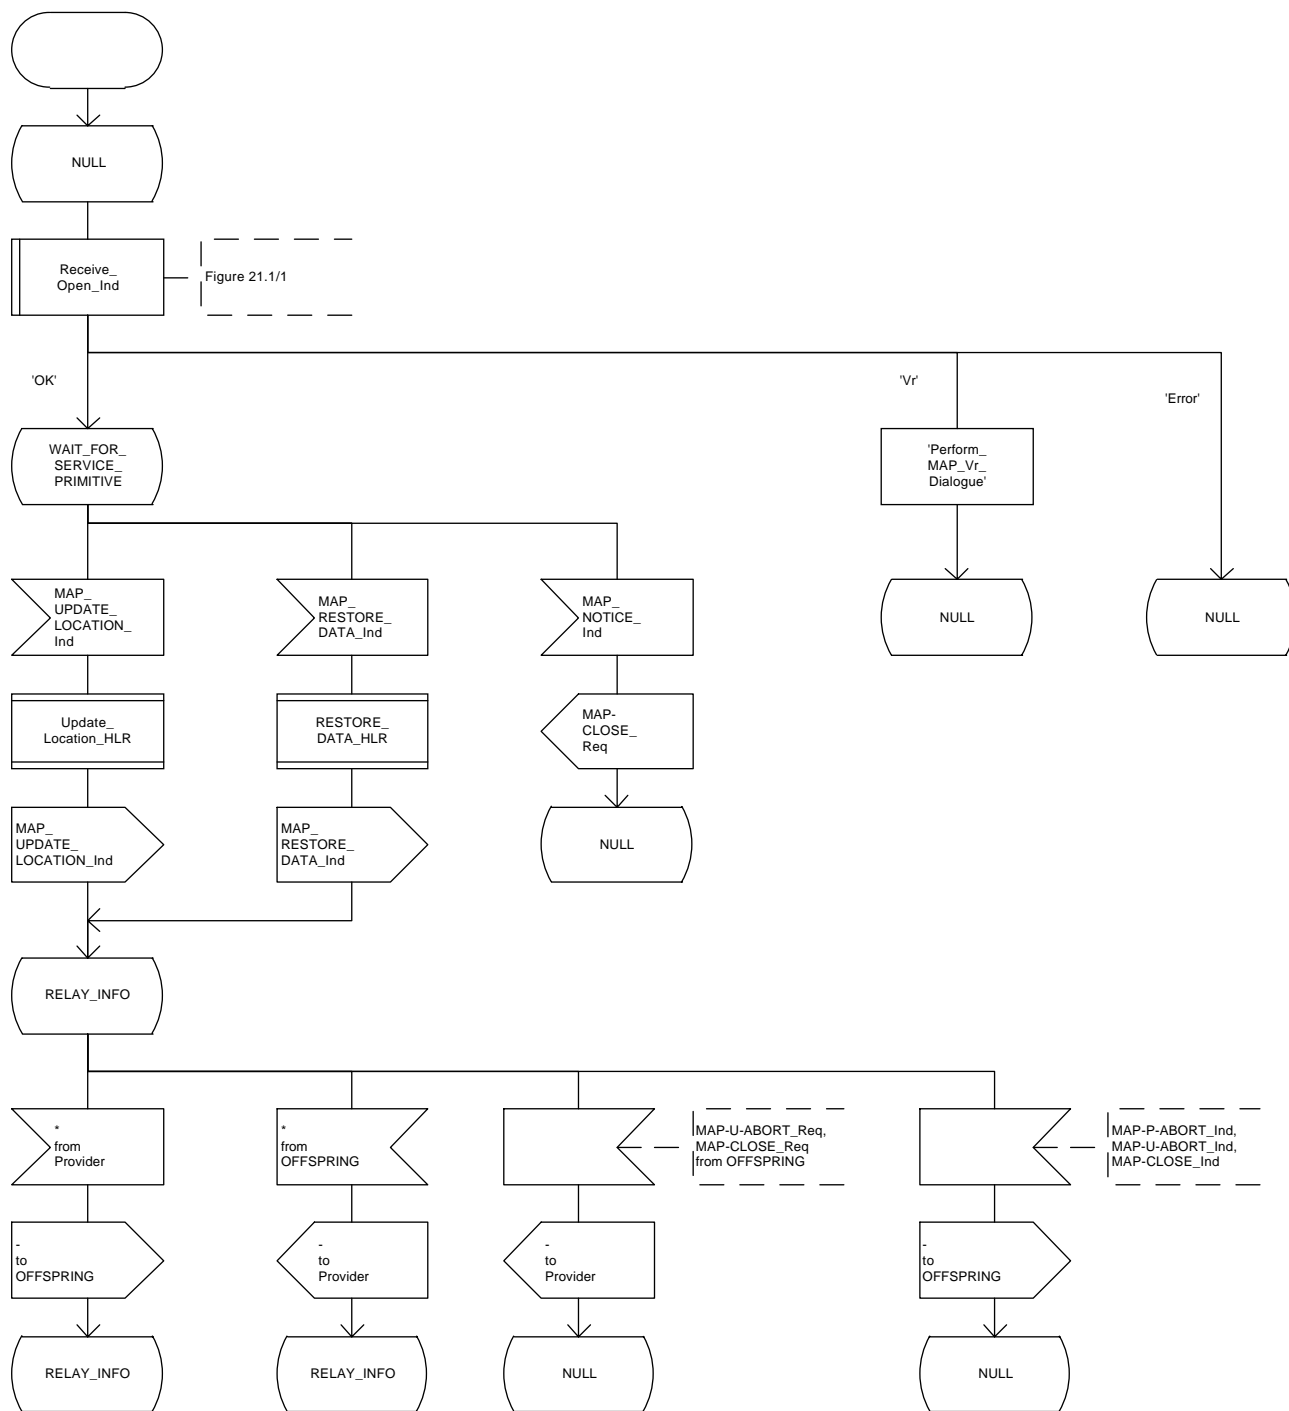 NULL
Receive_
Open_Ind
Figure 21.1/1
'OK'
'Vr'
'Error'
WAIT_FOR_
SERVICE_
PRIMITIVE
'Perform_
MAP_Vr_
Dialogue'
MAP_
UPDATE_
LOCATION_
Ind
MAP_
RESTORE_
DATA_Ind
MAP_
NOTICE_
Ind
NULL
NULL
Update_
Location_HLR
RESTORE_
DATA_HLR
MAP-
CLOSE_
Req
MAP_
UPDATE_
LOCATION_Ind
MAP_
RESTORE_
DATA_Ind
NULL
RELAY_INFO
*
from
Provider
*
from
OFFSPRING
MAP-U-ABORT_Req,
MAP-CLOSE_Req
from OFFSPRING
MAP-P-ABORT_Ind,
MAP-U-ABORT_Ind,
MAP-CLOSE_Ind
-
to
OFFSPRING
-
to
Provider
-
to
Provider
-
to
OFFSPRING
RELAY_INFO
RELAY_INFO
NULL
NULL